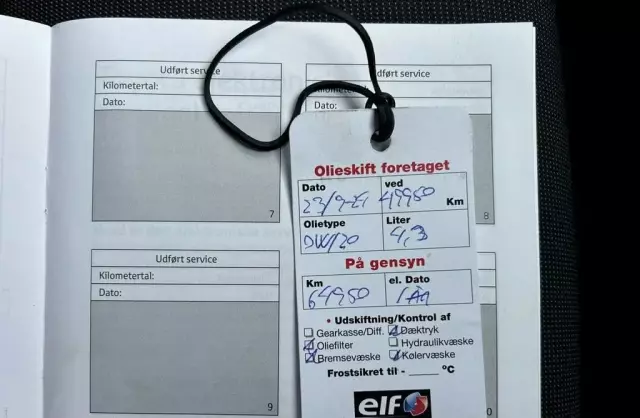 Udført service
Kilometertal:
Dato:
7
Udført service
Dato:
8
Udført service
Kilometertal:
Dato:
9
Olieskift foretaget
Dato ved
23/9-21 49950 Km
Olietype Liter
0W/20 4,3
På gensyn
Km el. Dato
64950 1 År
• Udskiftning/Kontrol af
Gearkasse/Diff. Dæktryk
Oliefilter Hydraulikvæske
Bremsevæske Kølervæske
Frostsikret til - _____ °C
elf